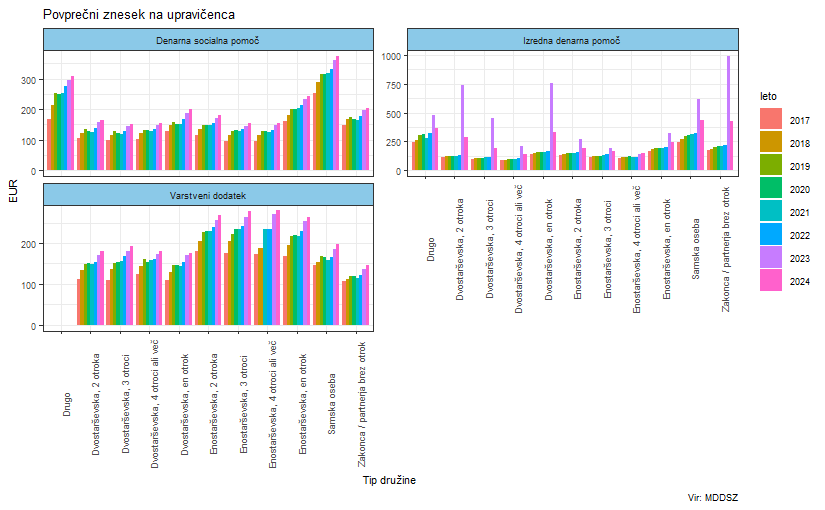 Povprečni znesek na upravičenca
Denarna socialna pomoč
Izredna denarna pomoč
300
200
100
0
1000
750
500
250
0
Varstveni dodatek
200
100
0
EUR
Drugo
Dvostarševska, 2 otroka
Dvostarševska, 3 otroci
Dvostarševska, 4 otroci ali več
Dvostarševska, en otrok
Enostarševska, 2 otroka
Enostarševska, 3 otroci
Enostarševska, 4 otroci ali več
Enostarševska, en otrok
Samska oseba
Zakonca / partnerja brez otrok
Drugo
Dvostarševska, 2 otroka
Dvostarševska, 3 otroci
Dvostarševska, 4 otroci ali več
Dvostarševska, en otrok
Enostarševska, 2 otroka
Enostarševska, 3 otroci
Enostarševska, 4 otroci ali več
Enostarševska, en otrok
Samska oseba
Zakonca / partnerja brez otrok
Tip družine
leto
2017
2018
2019
2020
2021
2022
2023
2024
Vir: MDDSZ